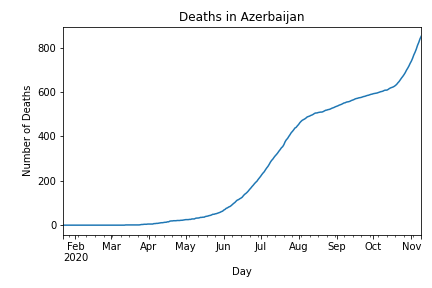 Deaths in Azerbaijan
Number of Deaths
800
600
400
200
0
Feb Mar Apr May Jun Jul Aug Sep Oct Nov
2020
Day